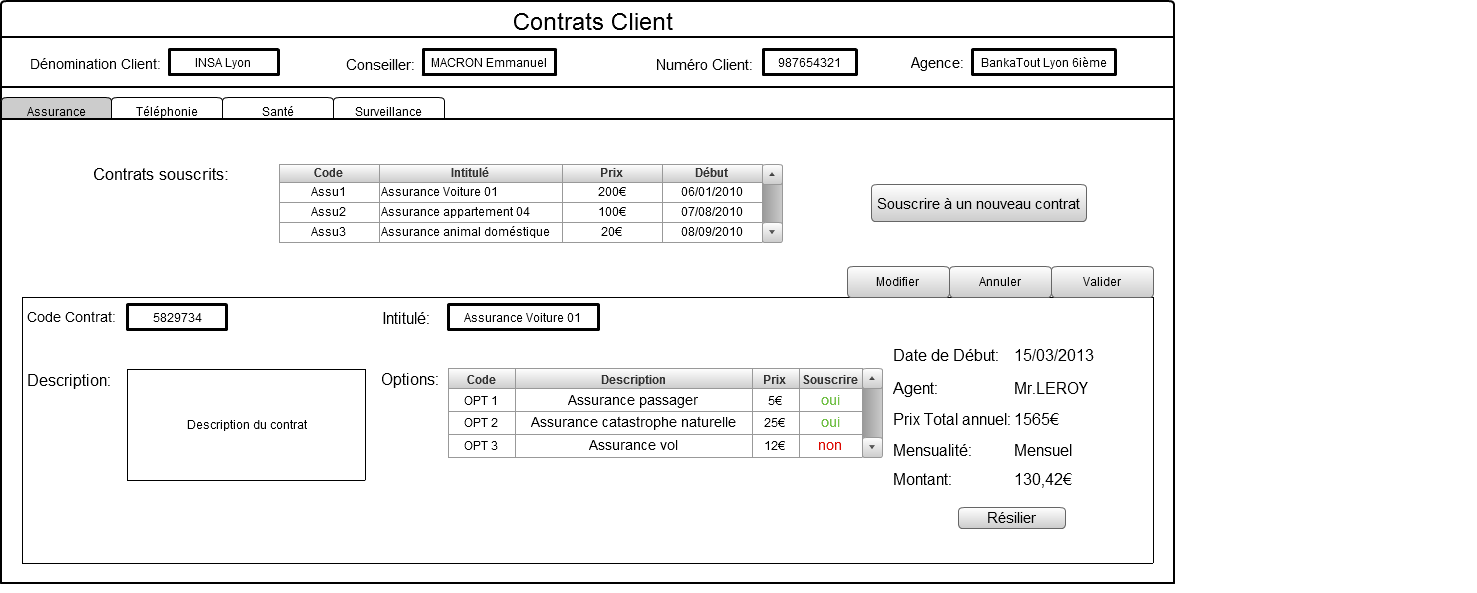 Contrats Client
Dénomination Client: INSA Lyon Conseiller: MACRON Emmanuel Numéro Client: 987654321 Agence: BankaTout Lyon 6ième
Assurance Téléphonie Santé Surveillance
Contrats souscrits:
Code Intitulé Prix Début
Assu1 Assurance Voiture 01 200€ 06/01/2010
Assu2 Assurance appartement 04 100€ 07/08/2010
Assu3 Assurance animal doméstique 20€ 08/09/2010
Souscrire à un nouveau contrat
Modifier Annuler Valider
Code Contrat: 5829734 Intitulé: Assurance Voiture 01
Description:
Description du contrat
Options:
Code Description Prix Souscrire
OPT 1 Assurance passager 5€ oui
OPT 2 Assurance catastrophe naturelle 25€ oui
OPT 3 Assurance vol 12€ non
Date de Début: 15/03/2013
Agent: Mr.LEROY
Prix Total annuel: 1565€
Mensualité: Mensuel
Montant: 130,42€
Résilier